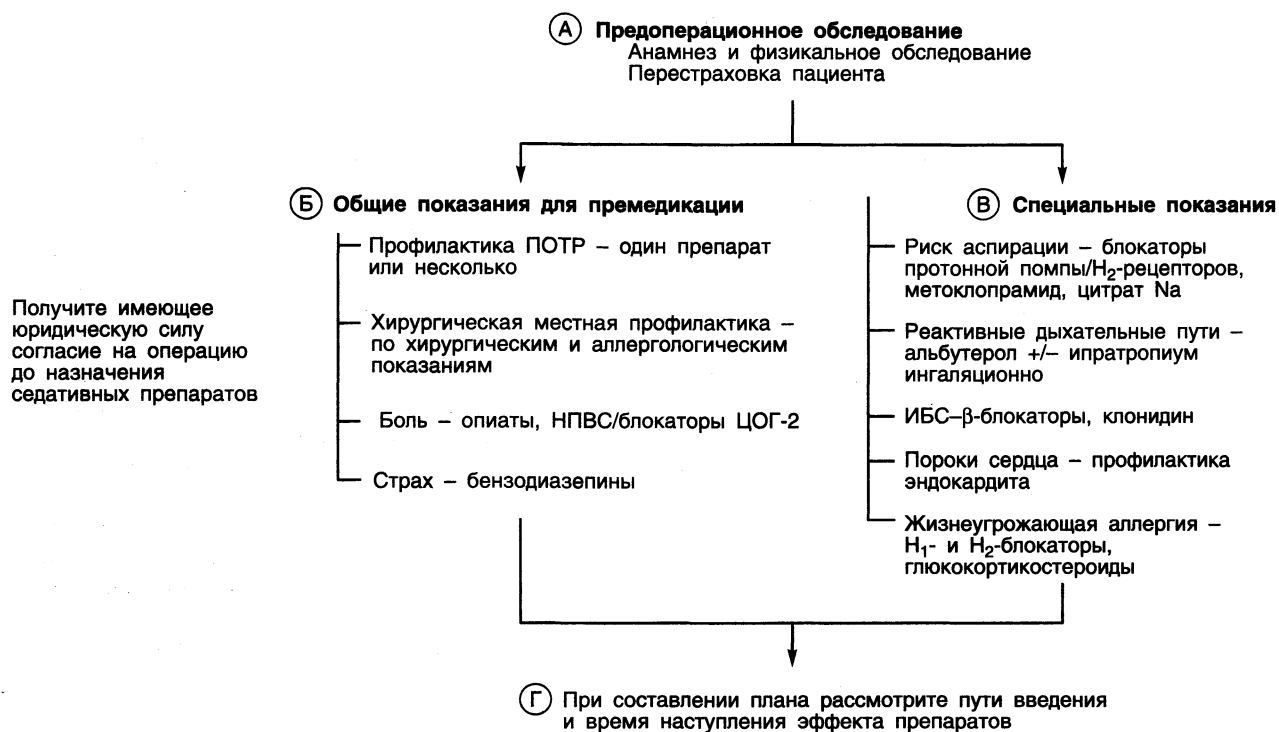 А Предоперационное обследование
Анамнез и физикальное обследование
Перестраховка пациента
Б Общие показания для премедикации
Профилактика ПОТР – один препарат
или несколько
Хирургическая местная профилактика –
по хирургическим и аллергологическим
показаниям
Боль – опиаты, НПВС/блокаторы ЦОГ-2
Страх – бензодиазепины
Получите имеющее
юридическую силу
согласие на операцию
до назначения
седативных препаратов
В Специальные показания
Риск аспирации – блокаторы
протонной помпы/H₂-рецепторов,
метоклопрамид, цитрат Na
Реактивные дыхательные пути –
альбутерол +/– ипратропиум
ингаляционно
ИБС–β-блокаторы, клонидин
Пороки сердца – профилактика
эндокардита
Жизнеугрожающая аллергия –
H₁- и H₂-блокаторы,
глюкокортикостероиды
Г При составлении плана рассмотрите пути введения
и время наступления эффекта препаратов